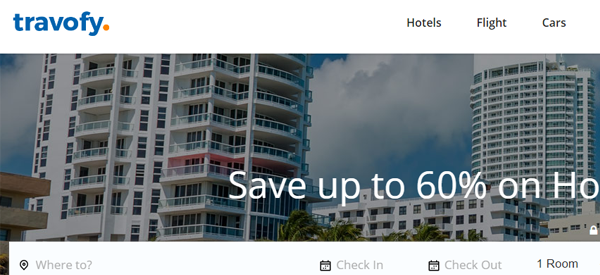 travofy.
Hotels Flight Cars
Save up to 60% on Ho
Where to? Check In Check Out 1 Room